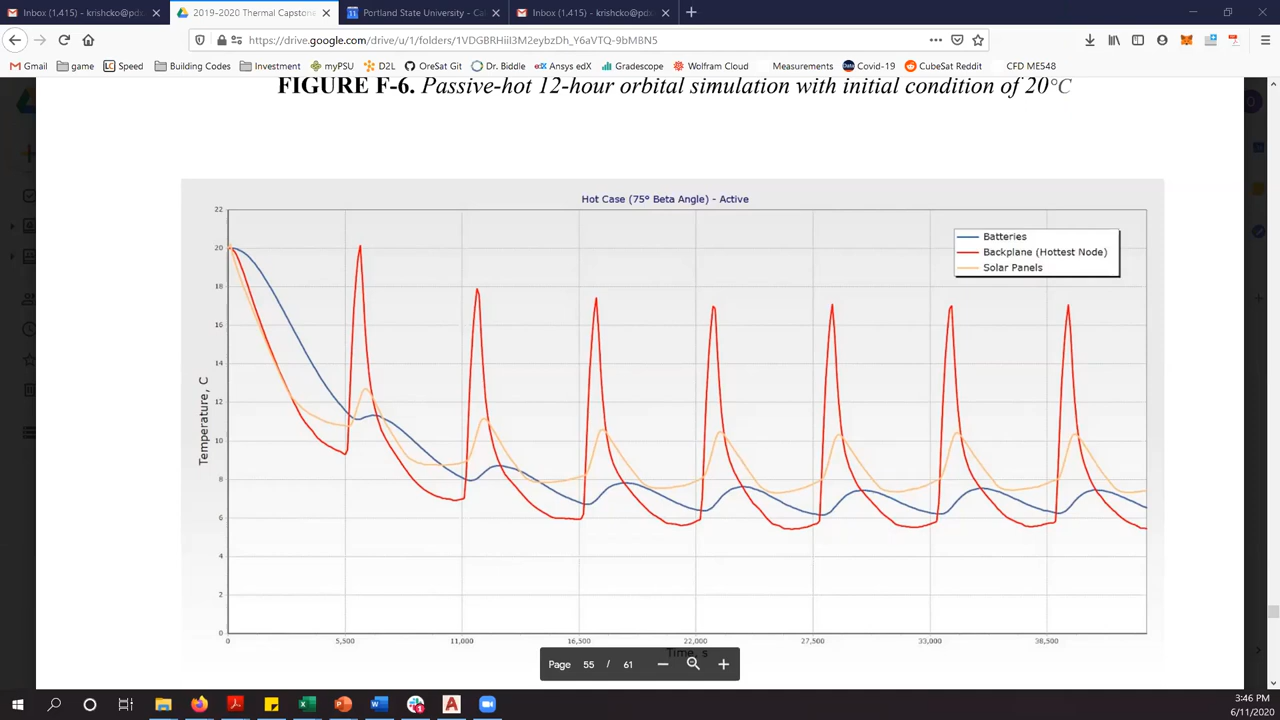 Inbox (1,415) - krishcko@pdx
2019-2020 Thermal Capstone
Portland State University - Cal
Inbox (1,415) - krishcko@pdx
https://drive.google.com/drive/u/1/folders/1VDGBRHiiI3M2eybzDh_Y6aVTQ-9bM8N5
Gmail game Speed Building Codes Investment myPSU D2L OreSat Git Dr. Biddle Ansys edX Gradescope Wolfram Cloud Measurements Covid-19 CubeSat Reddit CFD ME548
FIGURE F-6. Passive-hot 12-hour orbital simulation with initial condition of 20°C
Hot Case (75° Beta Angle) - Active
Batteries
Backplane (Hottest Node)
Solar Panels
Temperature, C
22
20
18
16
14
12
10
8
6
4
2
0
0 5,500 11,000 16,500 22,000 27,500 33,000 38,500
Time, s
Page 55 / 61
3:46 PM
6/11/2020